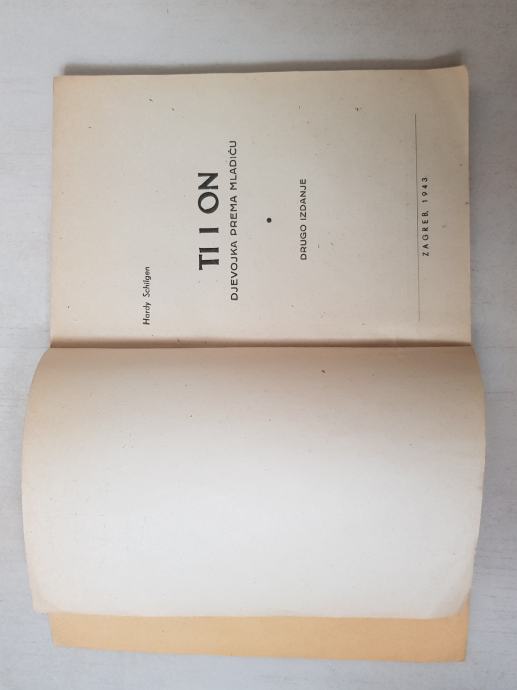 Hardy Schilgen
TI I ON
DJEVOJKA PREMA MLADIĆU
DRUGO IZDANJE
ZAGREB, 1943